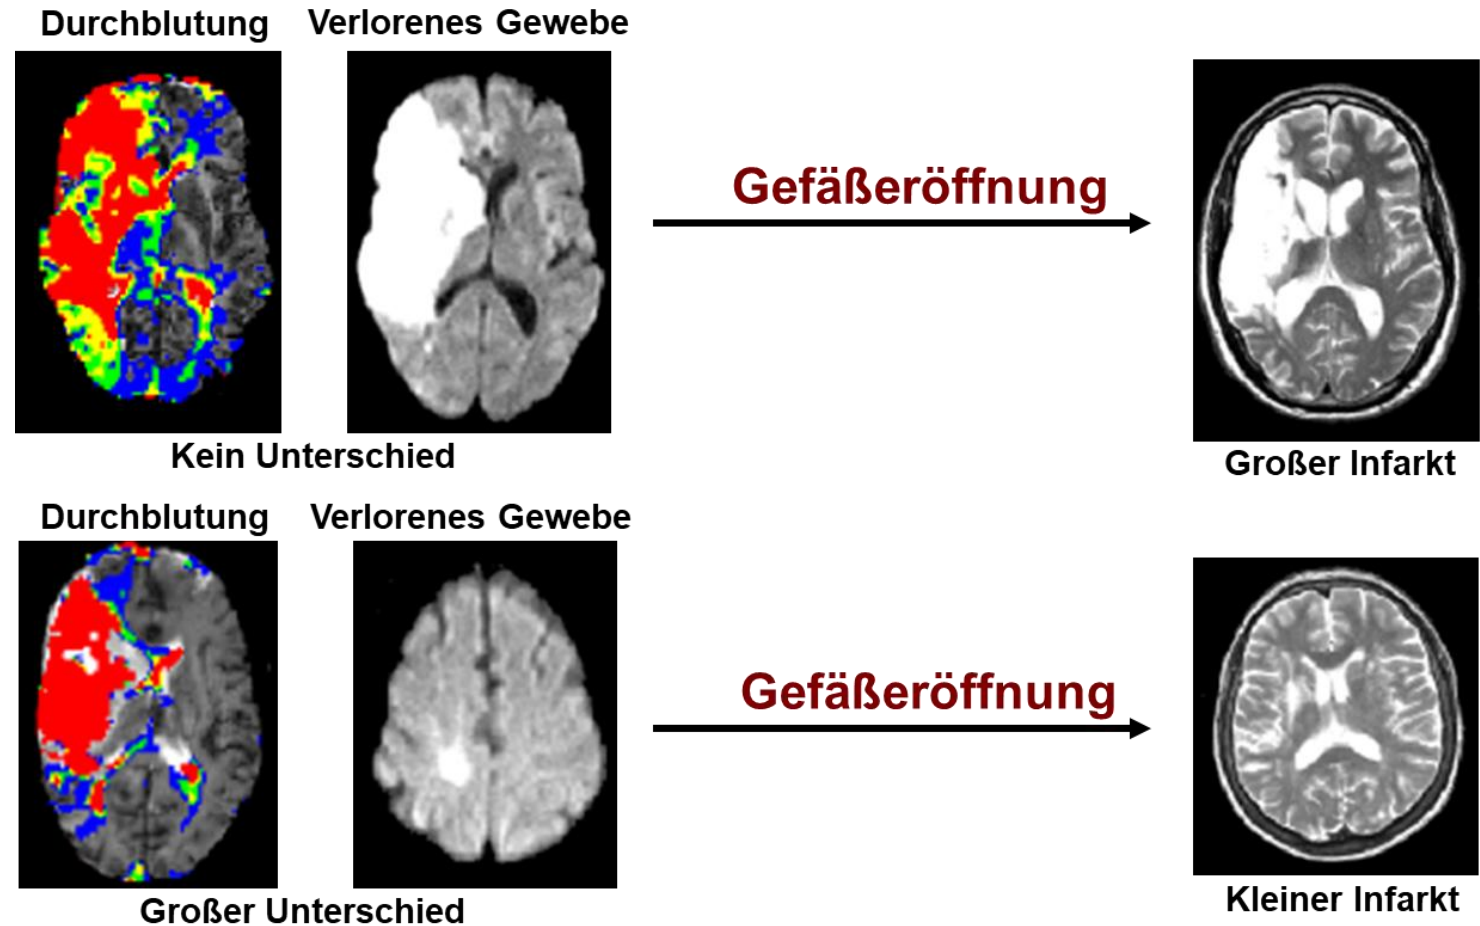 Durchblutung
Verlorenes Gewebe
Gefäßeröffnung
Kein Unterschied
Großer Infarkt
Durchblutung
Verlorenes Gewebe
Gefäßeröffnung
Großer Unterschied
Kleiner Infarkt